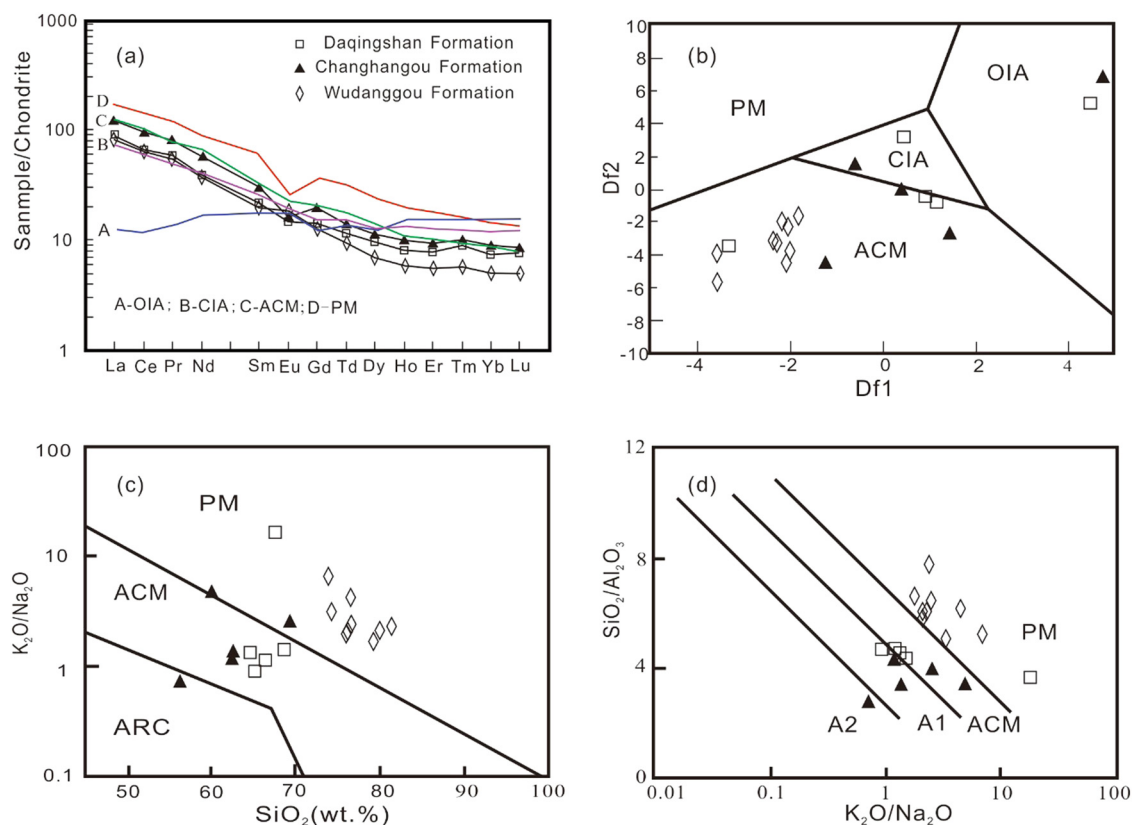 (a)
1000
100
10
1
Sanmple/Chondrite
Daqingshan Formation
Changhangou Formation
Wudanggou Formation
D
C
B
A
A-OIA; B-CIA; C-ACM; D-PM
La Ce Pr Nd Sm Eu Gd Td Dy Ho Er Tm Yb Lu
(b)
10
8
6
4
2
0
-2
-4
-6
-8
-10
Df2
PM
OIA
CIA
ACM
-4 -2 0 2 4
Df1
(c)
100
10
1
0.1
K₂O/Na₂O
PM
ACM
ARC
50 60 70 80 90 100
SiO₂(wt.%)
(d)
12
8
4
0
SiO₂/Al₂O₃
PM
A2 A1 ACM
0.01 0.1 1 10 100
K₂O/Na₂O